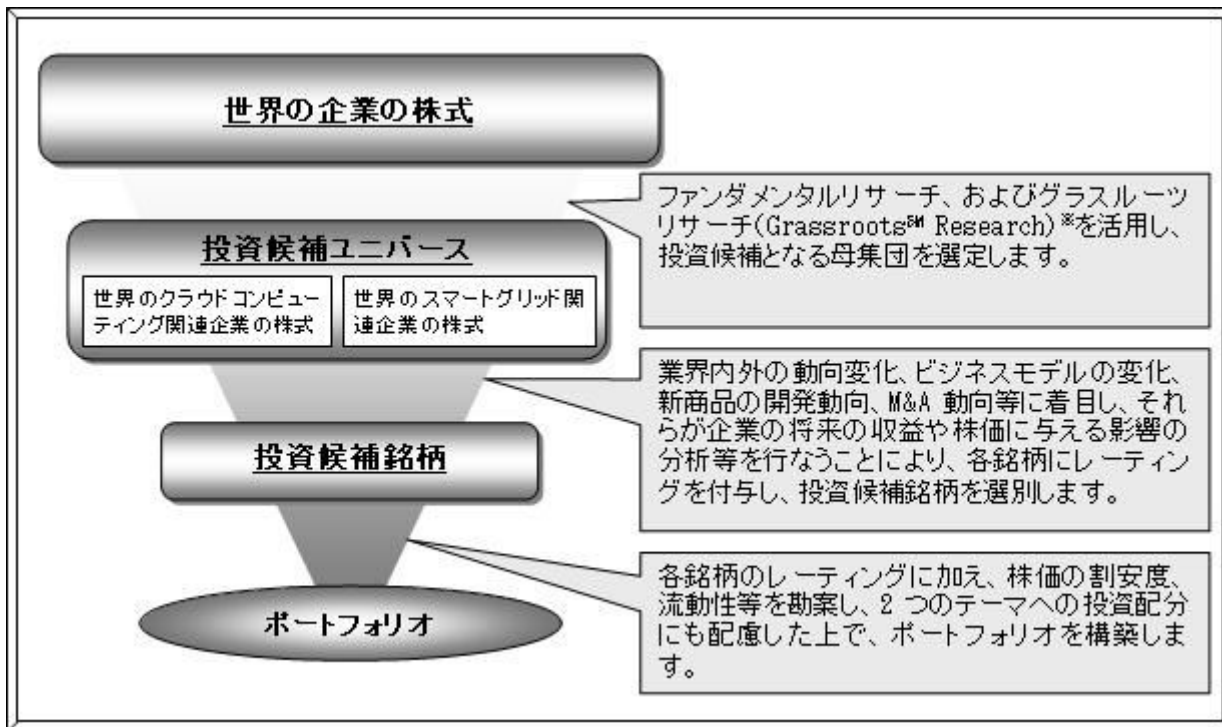 世界の企業の株式
ファンダメンタルリサーチ、およびグラスルーツ
リサーチ(Grassroots℠ Research)※を活用し、
投資候補となる母集団を選定します。
投資候補ユニバース
世界のクラウドコンピュー
ティング関連企業の株式
世界のスマートグリッド関
連企業の株式
業界内外の動向変化、ビジネスモデルの変化、
新商品の開発動向、M&A 動向等に着目し、それ
らが企業の将来の収益や株価に与える影響の
分析等を行なうことにより、各銘柄にレーティン
グを付与し、投資候補銘柄を選別します。
投資候補銘柄
各銘柄のレーティングに加え、株価の割安度、
流動性等を勘案し、2 つのテーマへの投資配分
にも配慮した上で、ポートフォリオを構築しま
す。
ポートフォリオ